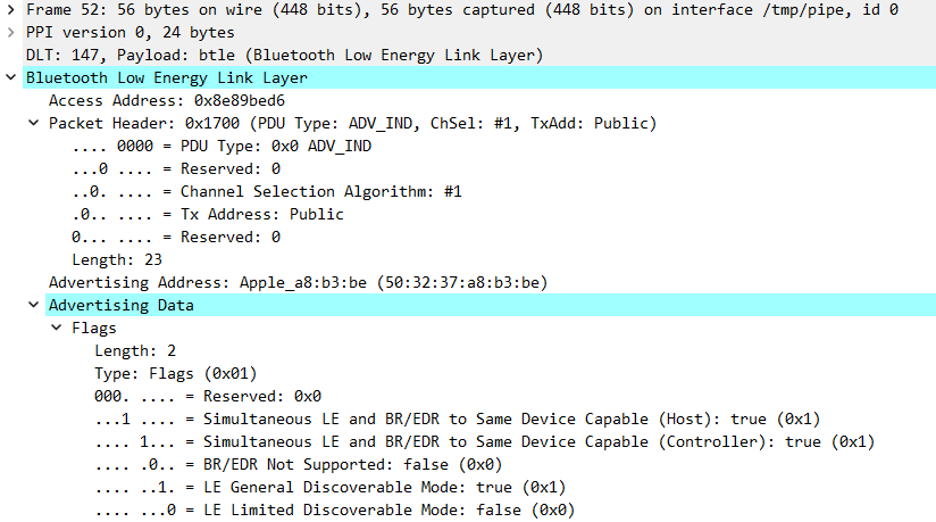 Frame 52: 56 bytes on wire (448 bits), 56 bytes captured (448 bits) on interface /tmp/pipe, id 0
PPI version 0, 24 bytes
DLT: 147, Payload: btle (Bluetooth Low Energy Link Layer)
Bluetooth Low Energy Link Layer
Access Address: 0x8e89bed6
Packet Header: 0x1700 (PDU Type: ADV_IND, ChSel: #1, TxAdd: Public)
.... 0000 = PDU Type: 0x0 ADV_IND
...0 .... = Reserved: 0
..0. .... = Channel Selection Algorithm: #1
.0.. .... = Tx Address: Public
0... .... = Reserved: 0
Length: 23
Advertising Address: Apple_a8:b3:be (50:32:37:a8:b3:be)
Advertising Data
Flags
Length: 2
Type: Flags (0x01)
000. .... = Reserved: 0x0
...1 .... = Simultaneous LE and BR/EDR to Same Device Capable (Host): true (0x1)
.... 1... = Simultaneous LE and BR/EDR to Same Device Capable (Controller): true (0x1)
.... .0.. = BR/EDR Not Supported: false (0x0)
.... ..1. = LE General Discoverable Mode: true (0x1)
.... ...0 = LE Limited Discoverable Mode: false (0x0)